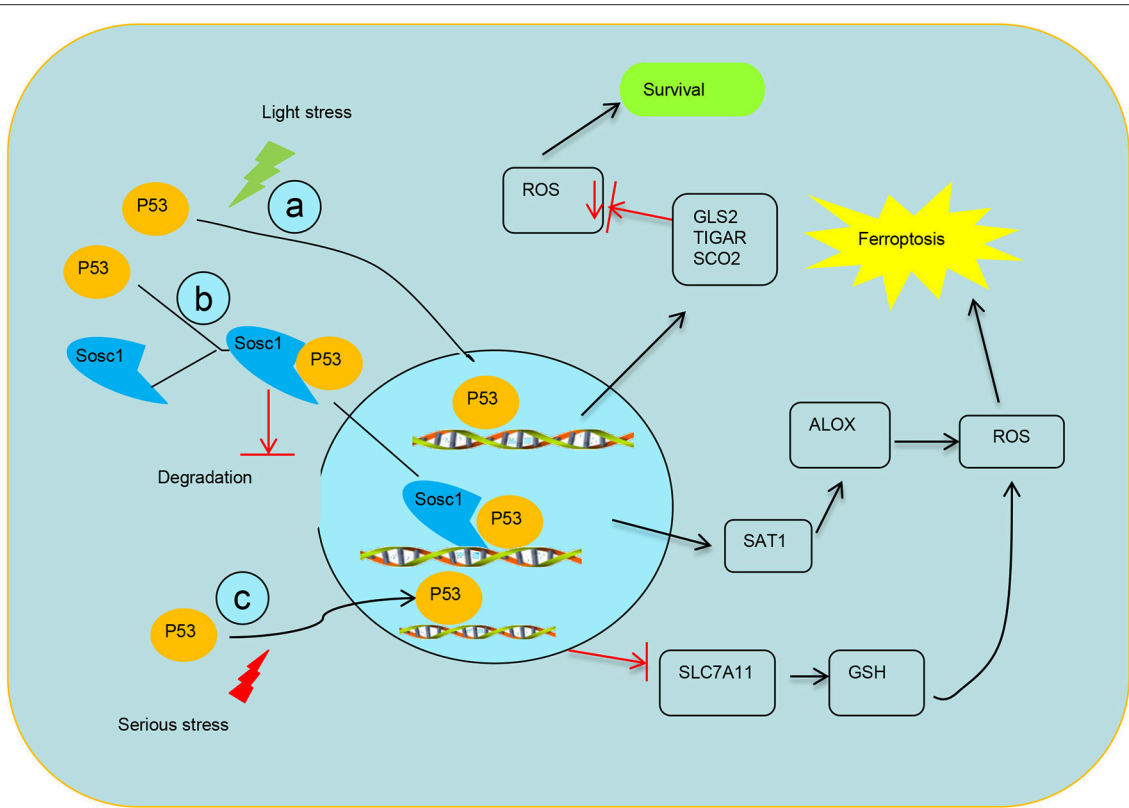 Light stress
P53
a
P53
b
Sosc1
Sosc1
P53
Degradation
P53
Sosc1
P53
P53
c
P53
Serious stress
Survival
ROS
GLS2
TIGAR
SCO2
Ferroptosis
ALOX
ROS
SAT1
SLC7A11
GSH